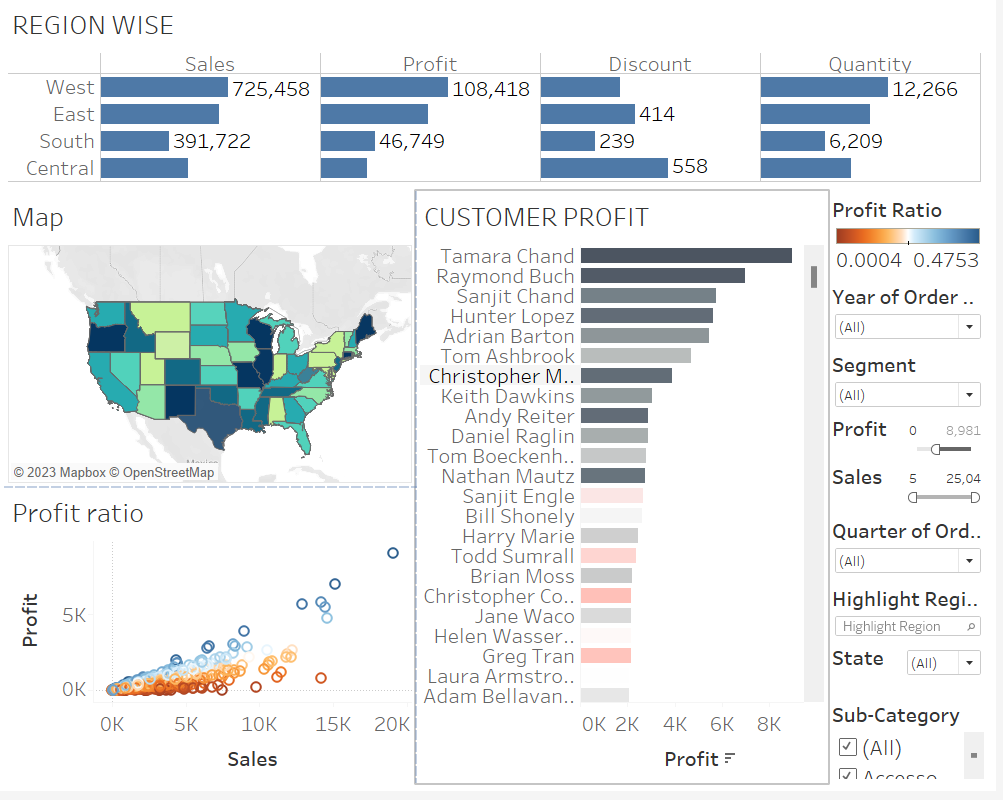 REGION WISE
Sales Profit Discount Quantity
West 725,458 108,418 12,266
East 414
South 391,722 46,749 239 6,209
Central 558
Map
© 2023 Mapbox © OpenStreetMap
Profit ratio
Profit
5K
0K
0K 5K 10K 15K 20K
Sales
CUSTOMER PROFIT
Tamara Chand
Raymond Buch
Sanjit Chand
Hunter Lopez
Adrian Barton
Tom Ashbrook
Christopher M..
Keith Dawkins
Andy Reiter
Daniel Raglin
Tom Boeckenh..
Nathan Mautz
Sanjit Engle
Bill Shonely
Harry Marie
Todd Sumrall
Brian Moss
Christopher Co..
Jane Waco
Helen Wasser..
Greg Tran
Laura Armstro..
Adam Bellavan..
0K 2K 4K 6K 8K
Profit
Profit Ratio
0.0004 0.4753
Year of Order ..
(All)
Segment
(All)
Profit 0 8,981
Sales 5 25,04
Quarter of Ord..
(All)
Highlight Regi..
Highlight Region
State (All)
Sub-Category
(All)